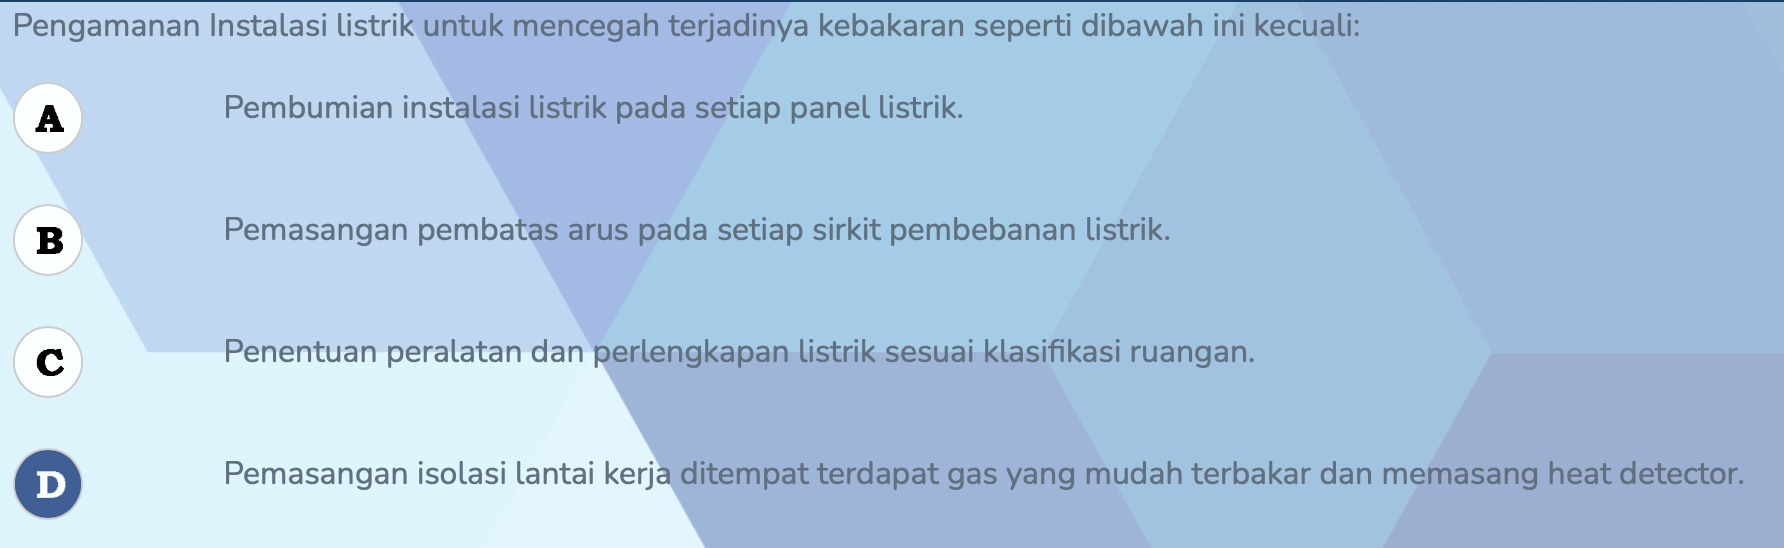 Pengamanan Instalasi listrik untuk mencegah terjadinya kebakaran seperti dibawah ini kecuali:
A Pembumian instalasi listrik pada setiap panel listrik.
B Pemasangan pembatas arus pada setiap sirkit pembebanan listrik.
C Penentuan peralatan dan perlengkapan listrik sesuai klasifikasi ruangan.
D Pemasangan isolasi lantai kerja ditempat terdapat gas yang mudah terbakar dan memasang heat detector.